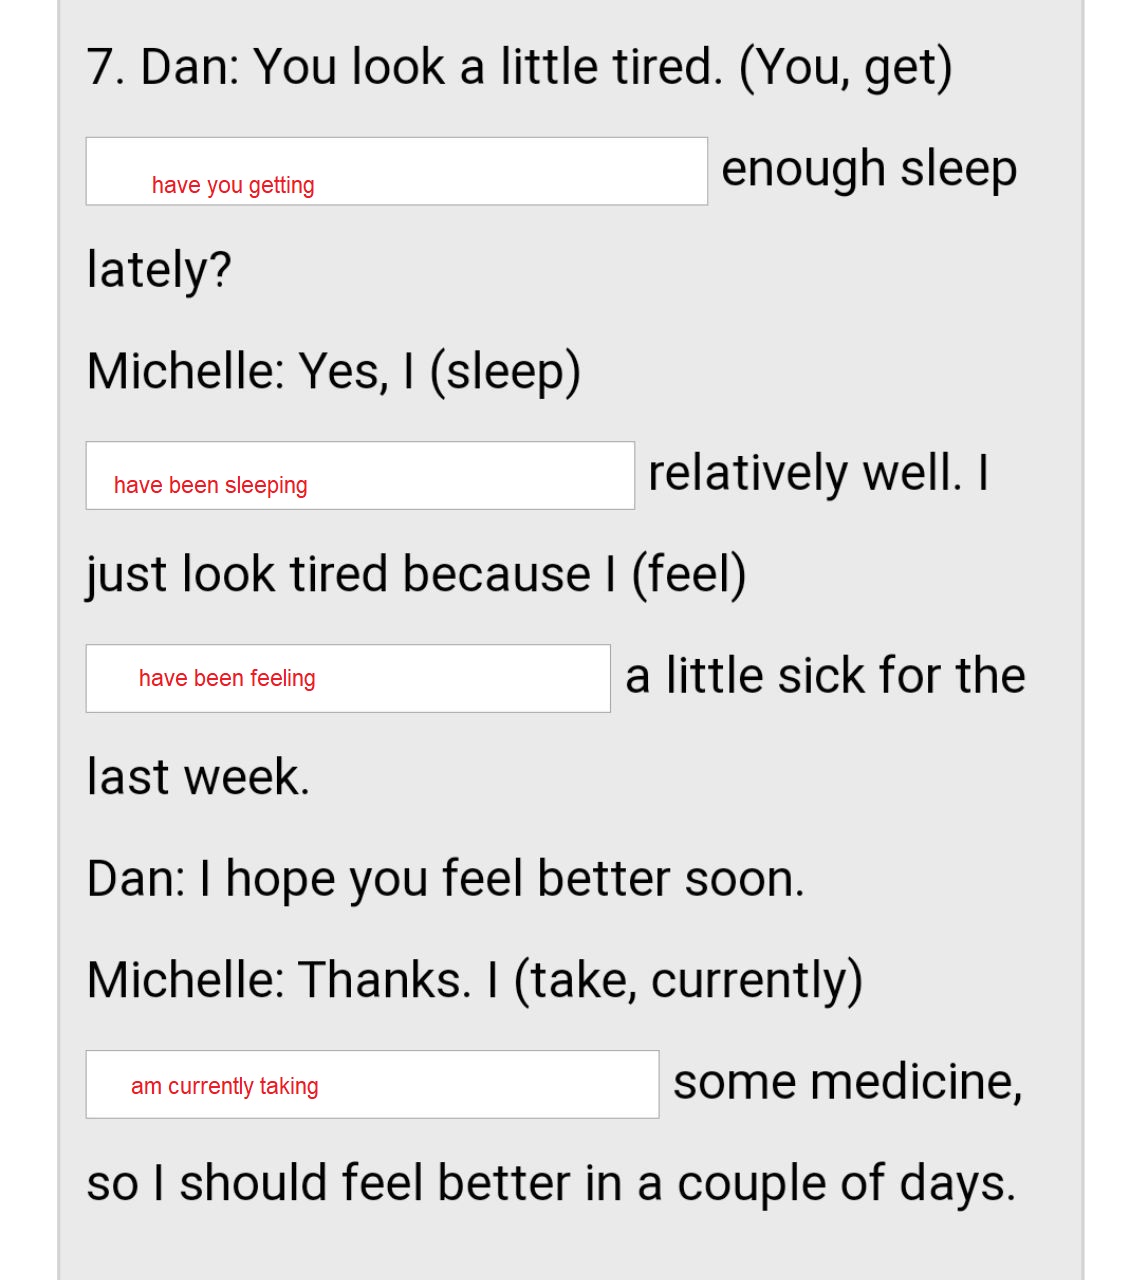 7. Dan: You look a little tired. (You, get)
have you getting enough sleep
lately?
Michelle: Yes, I (sleep)
have been sleeping relatively well. I
just look tired because I (feel)
have been feeling a little sick for the
last week.
Dan: I hope you feel better soon.
Michelle: Thanks. I (take, currently)
am currently taking some medicine,
so I should feel better in a couple of days.